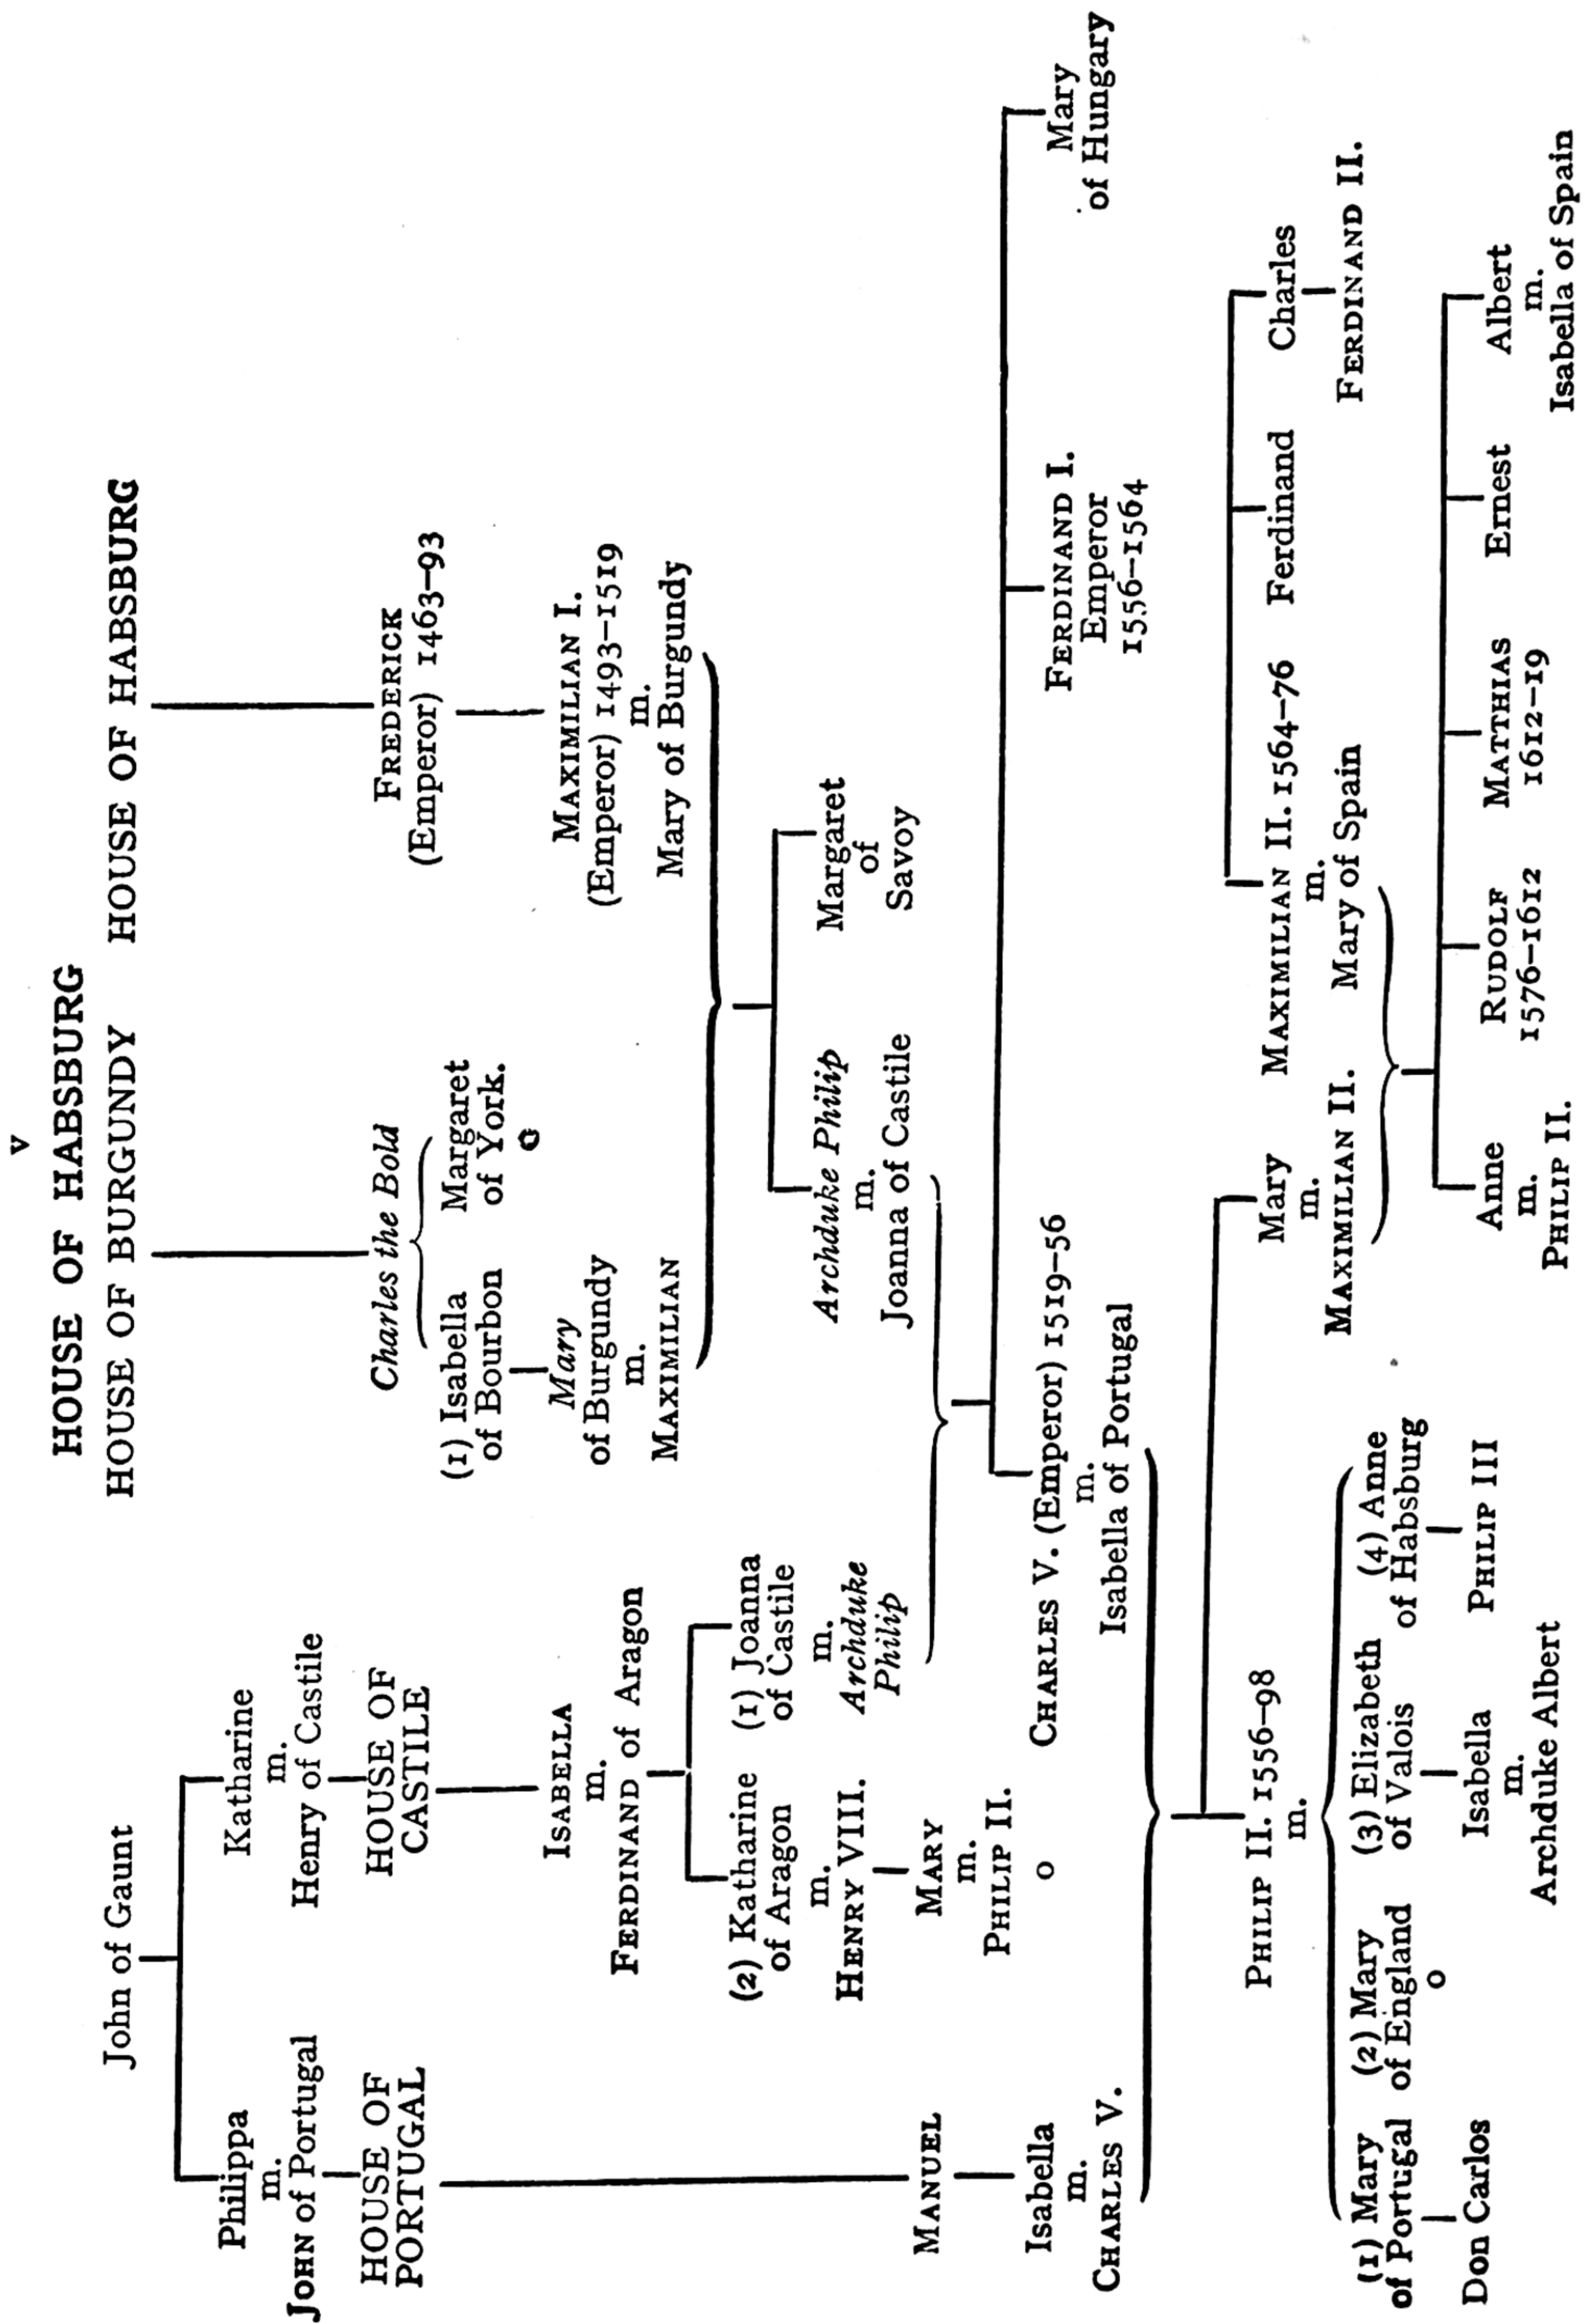 V
HOUSE OF HABSBURG
HOUSE OF BURGUNDY HOUSE OF HABSBURG
John of Gaunt
Philippa
m.
JOHN of Portugal
HOUSE OF
PORTUGAL
MANUEL
Isabella
m.
CHARLES V.
Katharine
m.
Henry of Castile
HOUSE OF
CASTILE
ISABELLA
m.
FERDINAND of Aragon
(2) Katharine
of Aragon
m.
HENRY VIII.
MARY
m.
PHILIP II.
o
(1) Joanna
of Castile
m.
Archduke
Philip
Charles the Bold
(1) Isabella
of Bourbon
Margaret
of York.
o
Mary
of Burgundy
m.
MAXIMILIAN
FREDERICK
(Emperor) 1463–93
MAXIMILIAN I.
(Emperor) 1493–1519
m.
Mary of Burgundy
Archduke Philip
m.
Joanna of Castile
Margaret
of
Savoy
CHARLES V. (Emperor) 1519–56
m.
Isabella of Portugal
FERDINAND I.
Emperor
1556–1564
Mary
of Hungary
PHILIP II. 1556–98
m.
Mary
m.
MAXIMILIAN II.
MAXIMILIAN II. 1564–76
m.
Mary of Spain
Ferdinand
Charles
FERDINAND II.
(1) Mary
of Portugal
Don Carlos
(2) Mary
of England
o
(3) Elizabeth
of Valois
Isabella
m.
Archduke Albert
(4) Anne
of Habsburg
PHILIP III
Anne
m.
PHILIP II.
RUDOLF
1576–1612
MATTHIAS
1612–19
Ernest
Albert
m.
Isabella of Spain